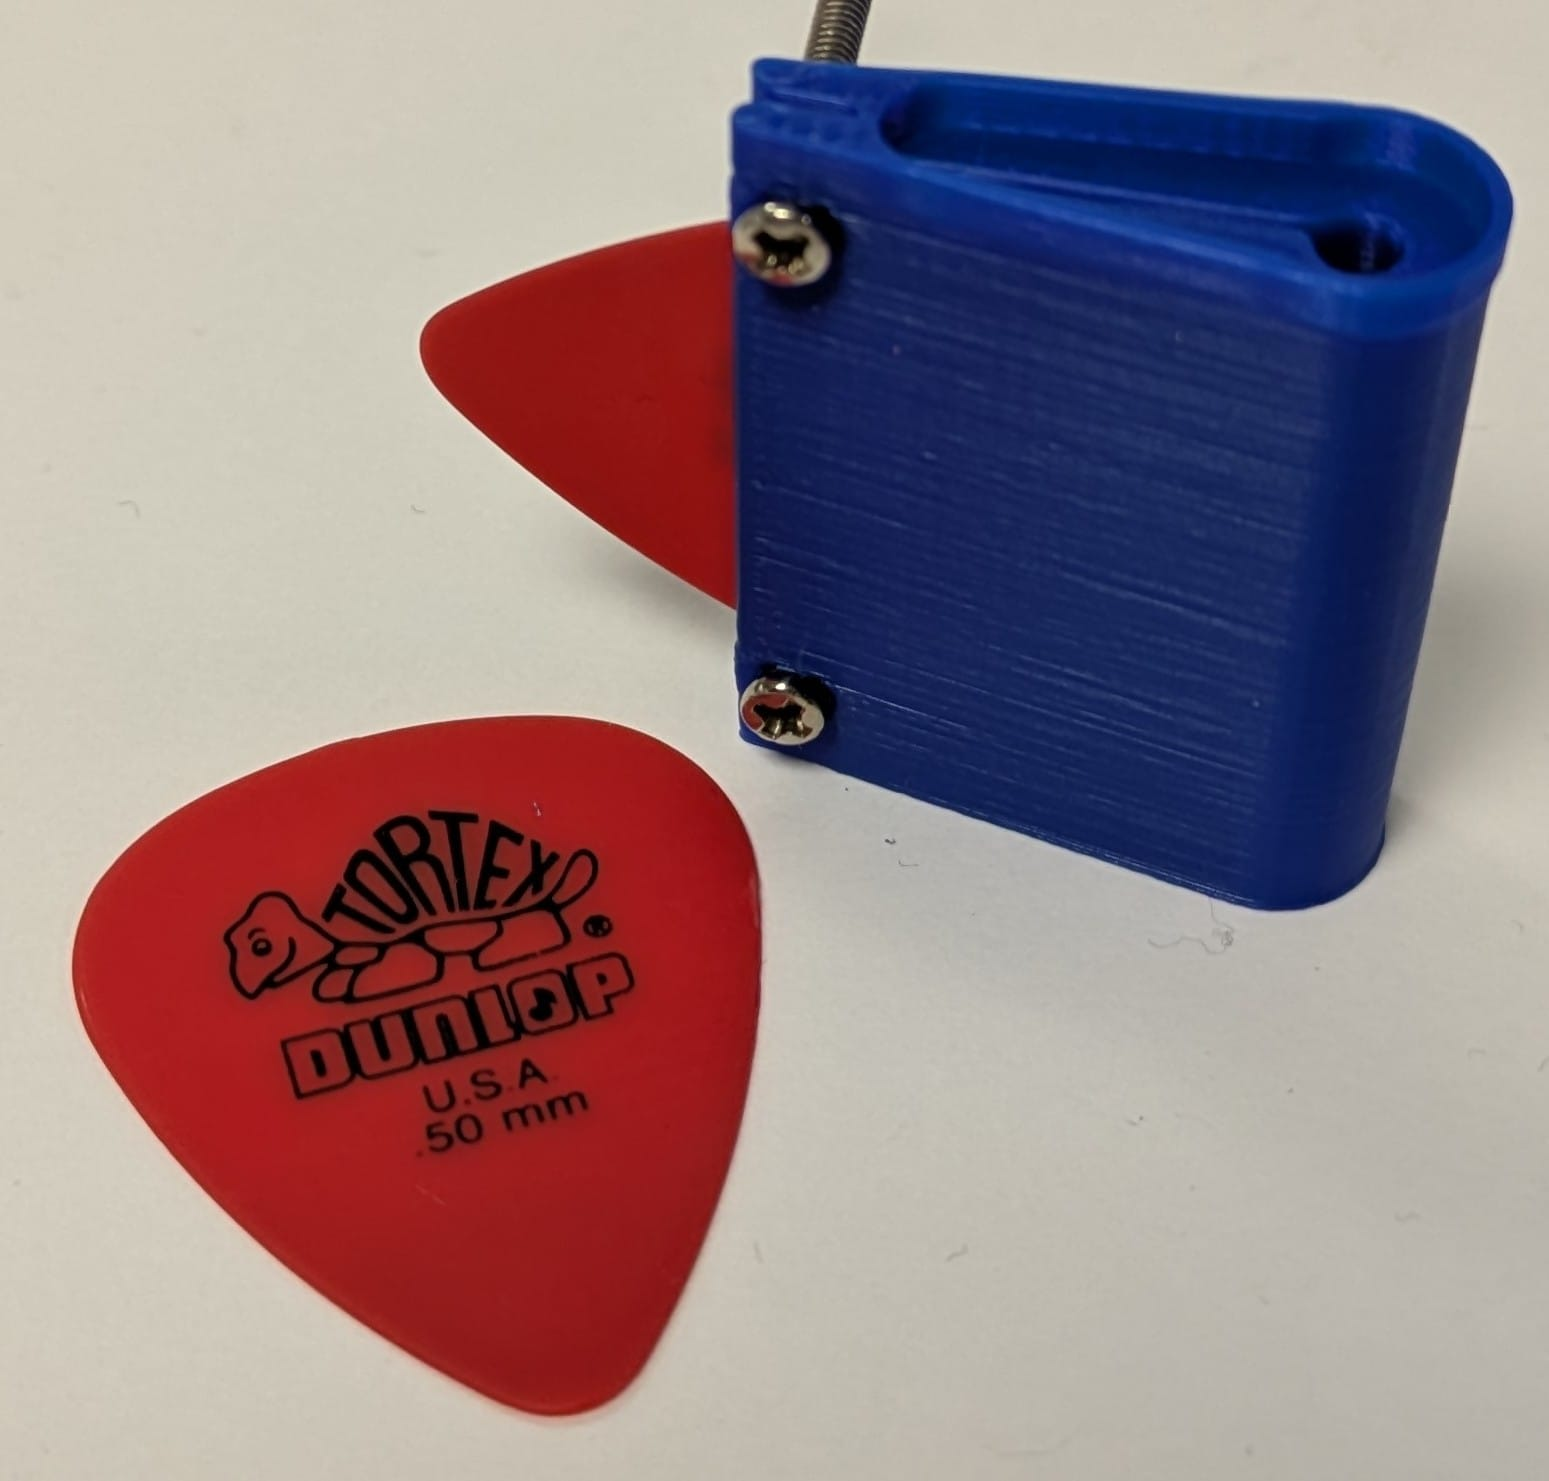 TORTEX
®
DUNLOP
U.S.A.
.50 mm